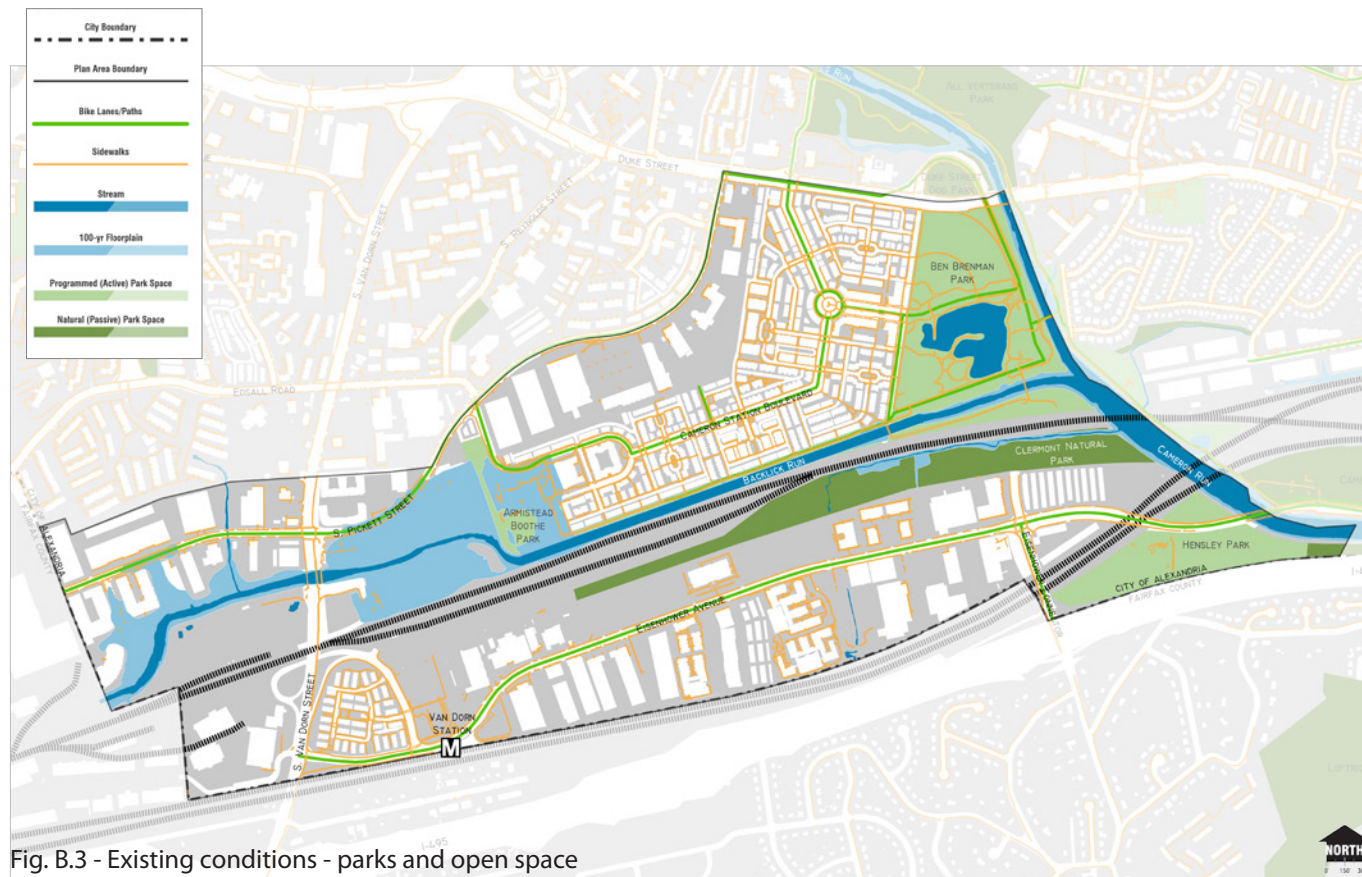 City Boundary
Plan Area Boundary
Bike Lanes/Paths
Sidewalks
Stream
100-yr Floorplain
Programmed (Active) Park Space
Natural (Passive) Park Space
All Veterans
Park
Duke Street
Duke Street
Dog Park
S. Van Dorn Street
S. Pickett Street
Edsall Road
Ben Brenman
Park
Cameron Station Boulevard
Backlick Run
Clermont Natural
Park
Cameron Run
S. Pickett Street
Armistead
Boothe
Park
Hensley Park
City of Alexandria
Fairfax County
Eisenhower Avenue
City of Alexandria
Fairfax County
Van Dorn
Station
M
S. Van Dorn Street
I-495
Fig. B.3 - Existing conditions - parks and open space
NORTH
0' 150'